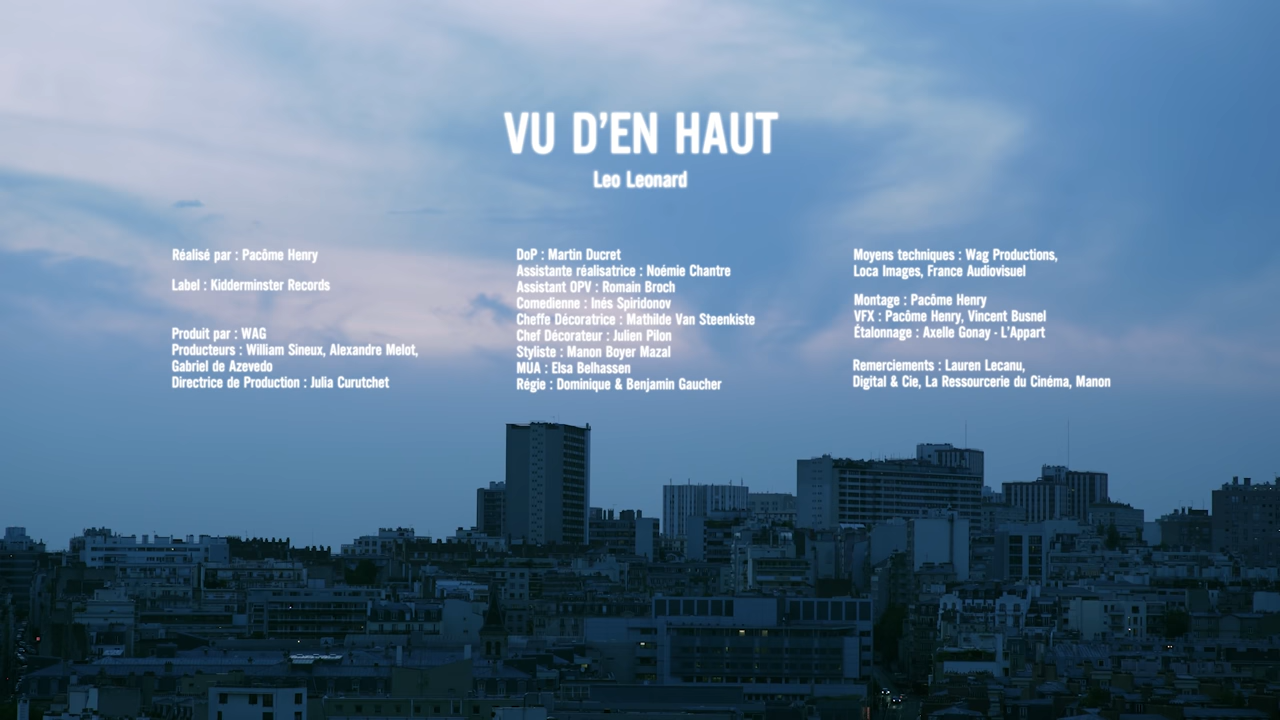 VU D'EN HAUT
Leo Leonard
Réalisé par : Pacôme Henry
Label : Kidderminster Records
Produit par : WAG
Producteurs : William Sineux, Alexandre Melot,
Gabriel de Azevedo
Directrice de Production : Julia Curutchet
DoP : Martin Ducret
Assistante réalisatrice : Noémie Chantre
Assistant OPV : Romain Broch
Comedienne : Inés Spiridonov
Cheffe Décoratrice : Mathilde Van Steenkiste
Chef Décorateur : Julien Pilon
Styliste : Manon Boyer Mazal
MUA : Elsa Belhassen
Régie : Dominique & Benjamin Gaucher
Moyens techniques : Wag Productions,
Loca Images, France Audiovisuel
Montage : Pacôme Henry
VFX : Pacôme Henry, Vincent Busnel
Étalonnage : Axelle Gonay - L'Appart
Remerciements : Lauren Lecanu,
Digital & Cie, La Ressourcerie du Cinéma, Manon